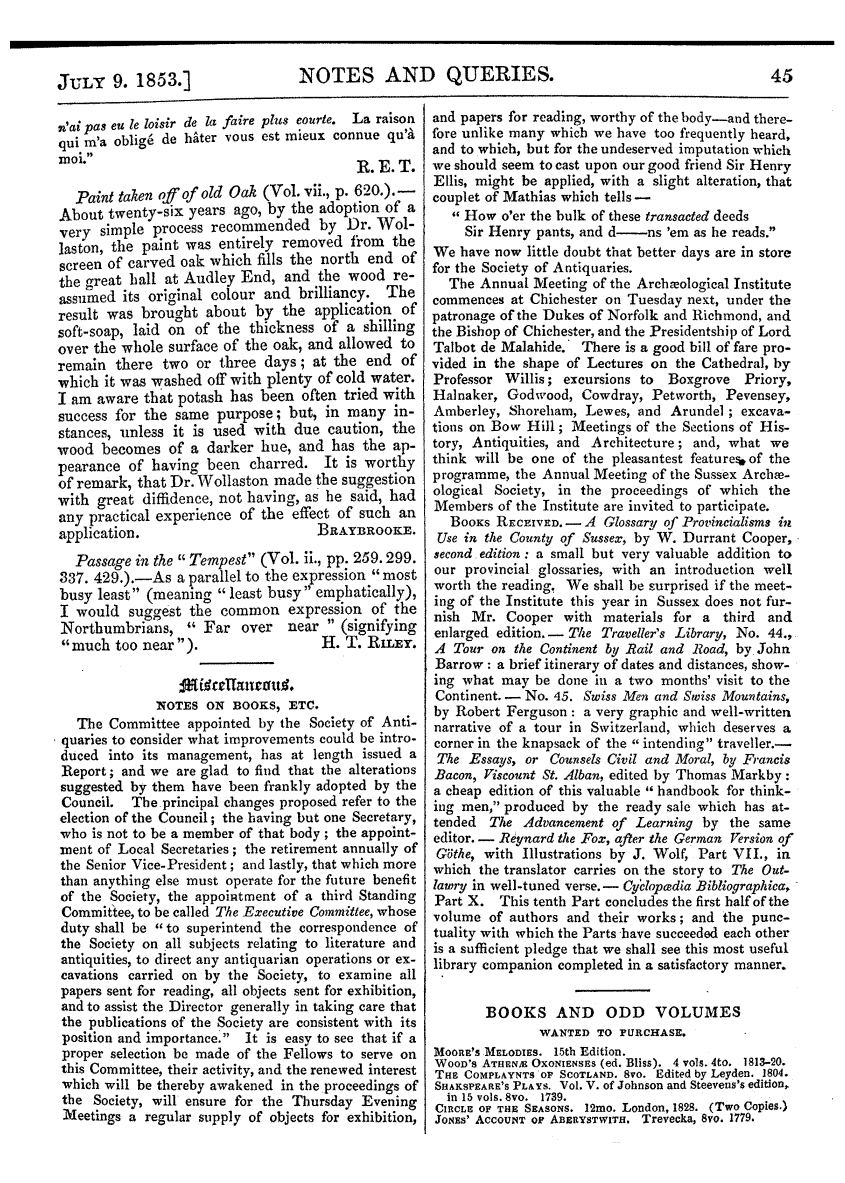 JULY 9. 1853.] NOTES AND QUERIES. 45
n'ai pas eu le loisir de la faire plus courte. La raison
qui m'a obligé de hâter vous est mieux connue qu'à
moi."
R. E. T.
Paint taken off of old Oak (Vol. vii., p. 620.).—
About twenty-six years ago, by the adoption of a
very simple process recommended by Dr. Wol-
laston, the paint was entirely removed from the
screen of carved oak which fills the north end of
the great hall at Audley End, and the wood re-
assumed its original colour and brilliancy. The
result was brought about by the application of
soft-soap, laid on of the thickness of a shilling
over the whole surface of the oak, and allowed to
remain there two or three days; at the end of
which it was washed off with plenty of cold water.
I am aware that potash has been often tried with
success for the same purpose; but, in many in-
stances, unless it is used with due caution, the
wood becomes of a darker hue, and has the ap-
pearance of having been charred. It is worthy
of remark, that Dr. Wollaston made the suggestion
with great diffidence, not having, as he said, had
any practical experience of the effect of such an
application. BRAYBROOKE.
Passage in the "Tempest" (Vol. ii., pp. 259. 299.
337. 429.).—As a parallel to the expression "most
busy least" (meaning "least busy" emphatically),
I would suggest the common expression of the
Northumbrians, "Far over near" (signifying
"much too near"). H. T. RILEY.
Miscellaneous.
NOTES ON BOOKS, ETC.
The Committee appointed by the Society of Anti-
quaries to consider what improvements could be intro-
duced into its management, has at length issued a
Report; and we are glad to find that the alterations
suggested by them have been frankly adopted by the
Council. The principal changes proposed refer to the
election of the Council; the having but one Secretary,
who is not to be a member of that body; the appoint-
ment of Local Secretaries; the retirement annually of
the Senior Vice-President; and lastly, that which more
than anything else must operate for the future benefit
of the Society, the appointment of a third Standing
Committee, to be called The Executive Committee, whose
duty shall be "to superintend the correspondence of
the Society on all subjects relating to literature and
antiquities, to direct any antiquarian operations or ex-
cavations carried on by the Society, to examine all
papers sent for reading, all objects sent for exhibition,
and to assist the Director generally in taking care that
the publications of the Society are consistent with its
position and importance." It is easy to see that if a
proper selection be made of the Fellows to serve on
this Committee, their activity, and the renewed interest
which will be thereby awakened in the proceedings of
the Society, will ensure for the Thursday Evening
Meetings a regular supply of objects for exhibition,
and papers for reading, worthy of the body—and there-
fore unlike many which we have too frequently heard,
and to which, but for the undeserved imputation which
we should seem to cast upon our good friend Sir Henry
Ellis, might be applied, with a slight alteration, that
couplet of Mathias which tells—
"How o'er the bulk of these transacted deeds
Sir Henry pants, and d——ns 'em as he reads."
We have now little doubt that better days are in store
for the Society of Antiquaries.
The Annual Meeting of the Archæological Institute
commences at Chichester on Tuesday next, under the
patronage of the Dukes of Norfolk and Richmond, and
the Bishop of Chichester, and the Presidentship of Lord
Talbot de Malahide. There is a good bill of fare pro-
vided in the shape of Lectures on the Cathedral, by
Professor Willis; excursions to Boxgrove Priory,
Halnaker, Godwood, Cowdray, Petworth, Pevensey,
Amberley, Shoreham, Lewes, and Arundel; excava-
tions on Bow Hill; Meetings of the Sections of His-
tory, Antiquities, and Architecture; and, what we
think will be one of the pleasantest features of the
programme, the Annual Meeting of the Sussex Archæ-
ological Society, in the proceedings of which the
Members of the Institute are invited to participate.
BOOKS RECEIVED.—A Glossary of Provincialisms in
Use in the County of Sussex, by W. Durrant Cooper,
second edition: a small but very valuable addition to
our provincial glossaries, with an introduction well
worth the reading. We shall be surprised if the meet-
ing of the Institute this year in Sussex does not fur-
nish Mr. Cooper with materials for a third and
enlarged edition.—The Traveller's Library, No. 44.,
A Tour on the Continent by Rail and Road, by John
Barrow: a brief itinerary of dates and distances, show-
ing what may be done in a two months' visit to the
Continent.—No. 45. Swiss Men and Swiss Mountains,
by Robert Ferguson: a very graphic and well-written
narrative of a tour in Switzerland, which deserves a
corner in the knapsack of the "intending" traveller.—
The Essays, or Counsels Civil and Moral, by Francis
Bacon, Viscount St. Alban, edited by Thomas Markby:
a cheap edition of this valuable "handbook for think-
ing men," produced by the ready sale which has at-
tended The Advancement of Learning by the same
editor.—Reynard the Fox, after the German Version of
Göthe, with Illustrations by J. Wolf, Part VII., in
which the translator carries on the story to The Out-
lawry in well-tuned verse.—Cyclopædia Bibliographica,
Part X. This tenth Part concludes the first half of the
volume of authors and their works; and the punc-
tuality with which the Parts have succeeded each other
is a sufficient pledge that we shall see this most useful
library companion completed in a satisfactory manner.
BOOKS AND ODD VOLUMES
WANTED TO PURCHASE.
MOORE'S MELODIES. 15th Edition.
WOOD'S ATHENÆ OXONIENSES (ed. Bliss). 4 vols. 4to. 1813-20.
THE COMPLAYNTS OF SCOTLAND. 8vo. Edited by Leyden. 1804.
SHAKSPEARE'S PLAYS. Vol. V. of Johnson and Steevens's edition,
in 15 vols. 8vo. 1739.
CIRCLE OF THE SEASONS. 12mo. London, 1828. (Two Copies.)
JONES' ACCOUNT OF ABERYSTWITH. Trevecka, 8vo. 1779.